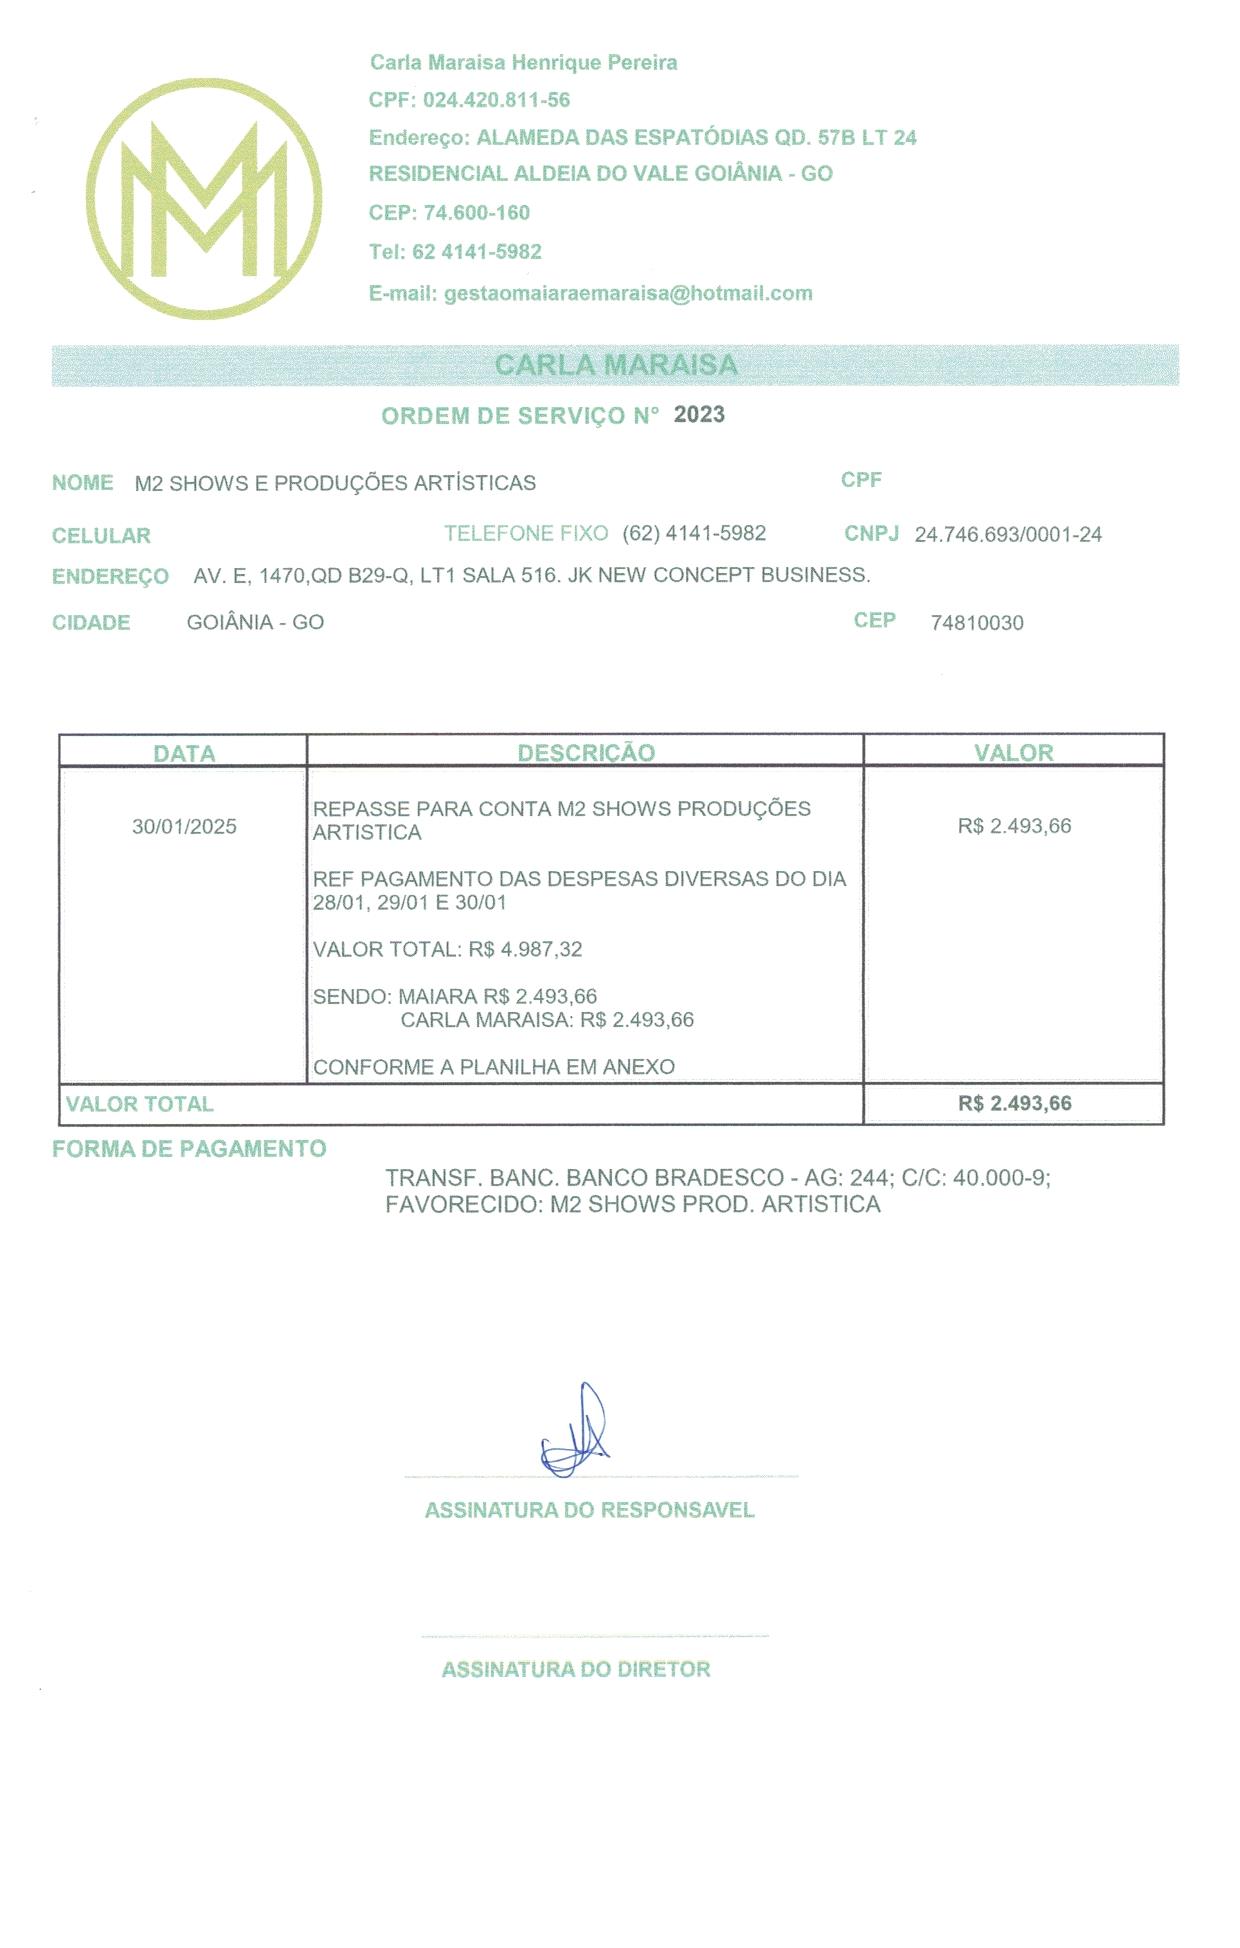 Carla Maraisa Henrique Pereira
CPF: 024.420.811-56
Endereço: ALAMEDA DAS ESPATÓDIAS QD. 57B LT 24
RESIDENCIAL ALDEIA DO VALE GOIÂNIA - GO
CEP: 74.600-160
Tel: 62 4141-5982
E-mail: gestaomaiaraemaraisa@hotmail.com
MM
CARLA MARAISA
ORDEM DE SERVIÇO N° 2023
NOME M2 SHOWS E PRODUÇÕES ARTÍSTICAS CPF
CELULAR TELEFONE FIXO (62) 4141-5982 CNPJ 24.746.693/0001-24
ENDEREÇO AV. E, 1470,QD B29-Q, LT1 SALA 516. JK NEW CONCEPT BUSINESS.
CIDADE GOIÂNIA - GO CEP 74810030
DATA DESCRIÇÃO VALOR
REPASSE PARA CONTA M2 SHOWS PRODUÇÕES
30/01/2025 ARTISTICA R$ 2.493,66
REF PAGAMENTO DAS DESPESAS DIVERSAS DO DIA
28/01, 29/01 E 30/01
VALOR TOTAL: R$ 4.987,32
SENDO: MAIARA R$ 2.493,66
CARLA MARAISA: R$ 2.493,66
CONFORME A PLANILHA EM ANEXO
VALOR TOTAL R$ 2.493,66
FORMA DE PAGAMENTO
TRANSF. BANC. BANCO BRADESCO - AG: 244; C/C: 40.000-9;
FAVORECIDO: M2 SHOWS PROD. ARTISTICA
ASSINATURA DO RESPONSAVEL
ASSINATURA DO DIRETOR